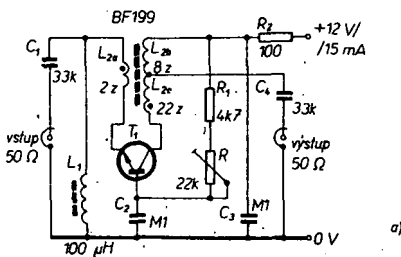 BF199
C₁
33k
L₂ₐ
2 z
L₂b
8 z
L₂c
22 z
R₂
100
+12 V/
/15 mA
R₁
4k7
C₄
33k
T₁
vstup
50 Ω
L₁
100 μH
R
22k
C₂
M1
C₃
M1
výstup
50 Ω
0 V
a)